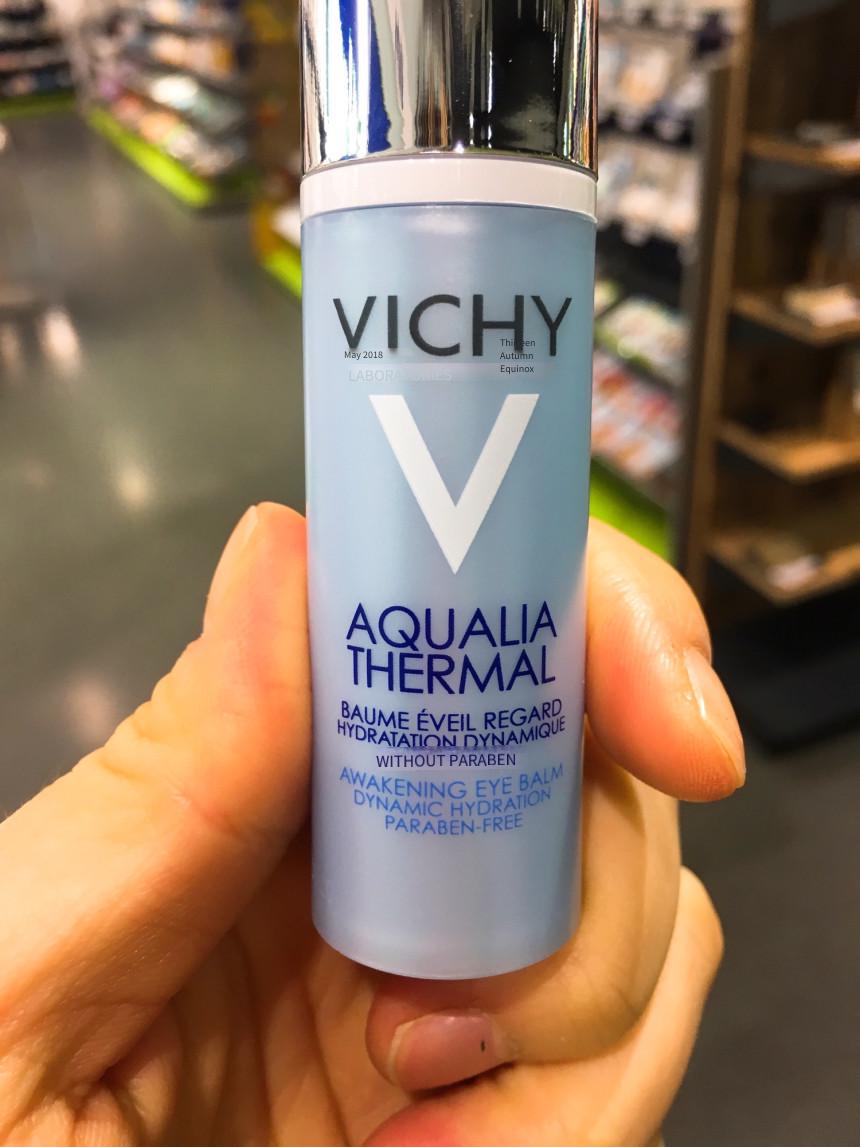 VICHY
May 2018
Autumn
Equinox
LABORATOIRES
V
AQUALIA
THERMAL
BAUME ÉVEIL REGARD
HYDRATATION DYNAMIQUE
WITHOUT PARABEN
AWAKENING EYE BALM
DYNAMIC HYDRATION
PARABEN-FREE